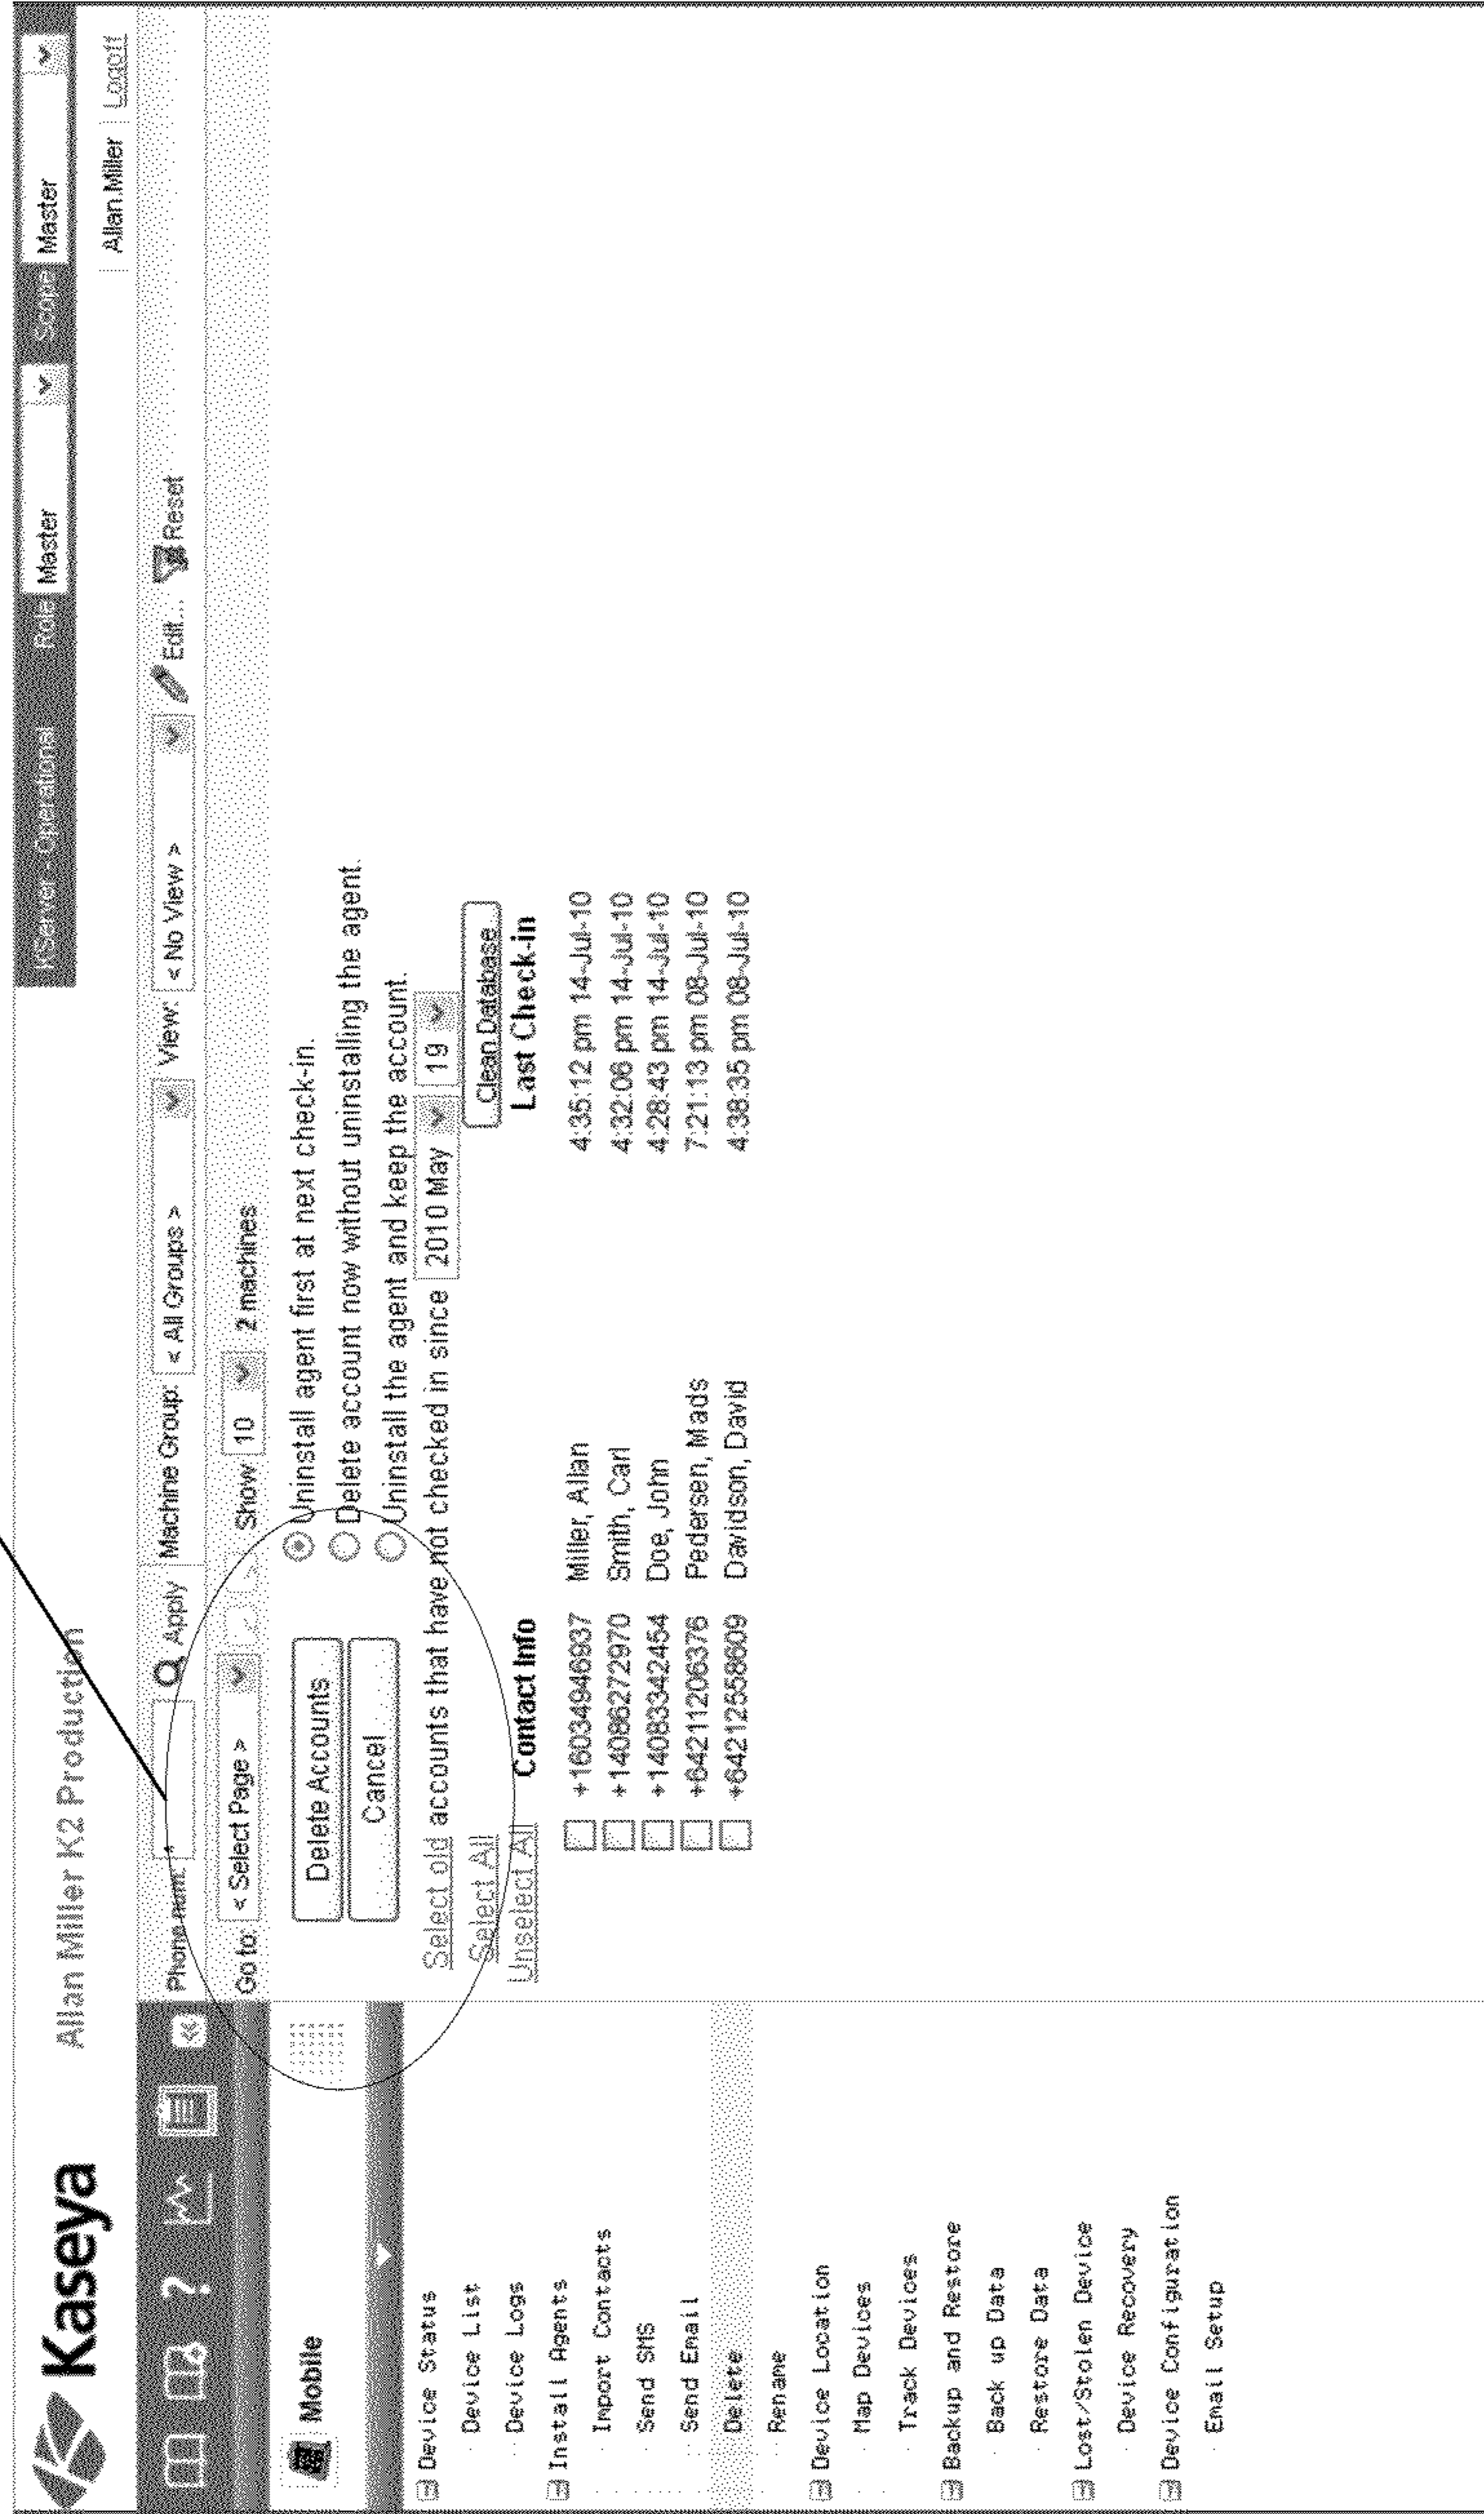 Kaseya
Allan Miller K2 Production
KServer - Operational Role Master Scope Master
Allan.Miller Logoff
Phone num: * Apply Machine Group: < All Groups > View: < No View > Edit... Reset
Go to: < Select Page > Show 10 2 machines
Mobile
Delete Accounts
Cancel
Uninstall agent first at next check-in.
Delete account now without uninstalling the agent.
Uninstall the agent and keep the account.
Select old accounts that have not checked in since 2010 May 19
Select All
Clean Database
Unselect All Contact Info Last Check-in
+16034946937 Miller, Allan 4:35:12 pm 14-Jul-10
+14086272970 Smith, Carl 4:32:06 pm 14-Jul-10
+14083342454 Doe, John 4:28:43 pm 14-Jul-10
+64211206376 Pedersen, Mads 7:21:13 pm 08-Jul-10
+64212558609 Davidson, David 4:38:35 pm 08-Jul-10
Device Status
Device List
Device Logs
Install Agents
Import Contacts
Send SMS
Send Email
Delete
Rename
Device Location
Map Devices
Track Devices
Backup and Restore
Back up Data
Restore Data
Lost/Stolen Device
Device Recovery
Device Configuration
Email Setup